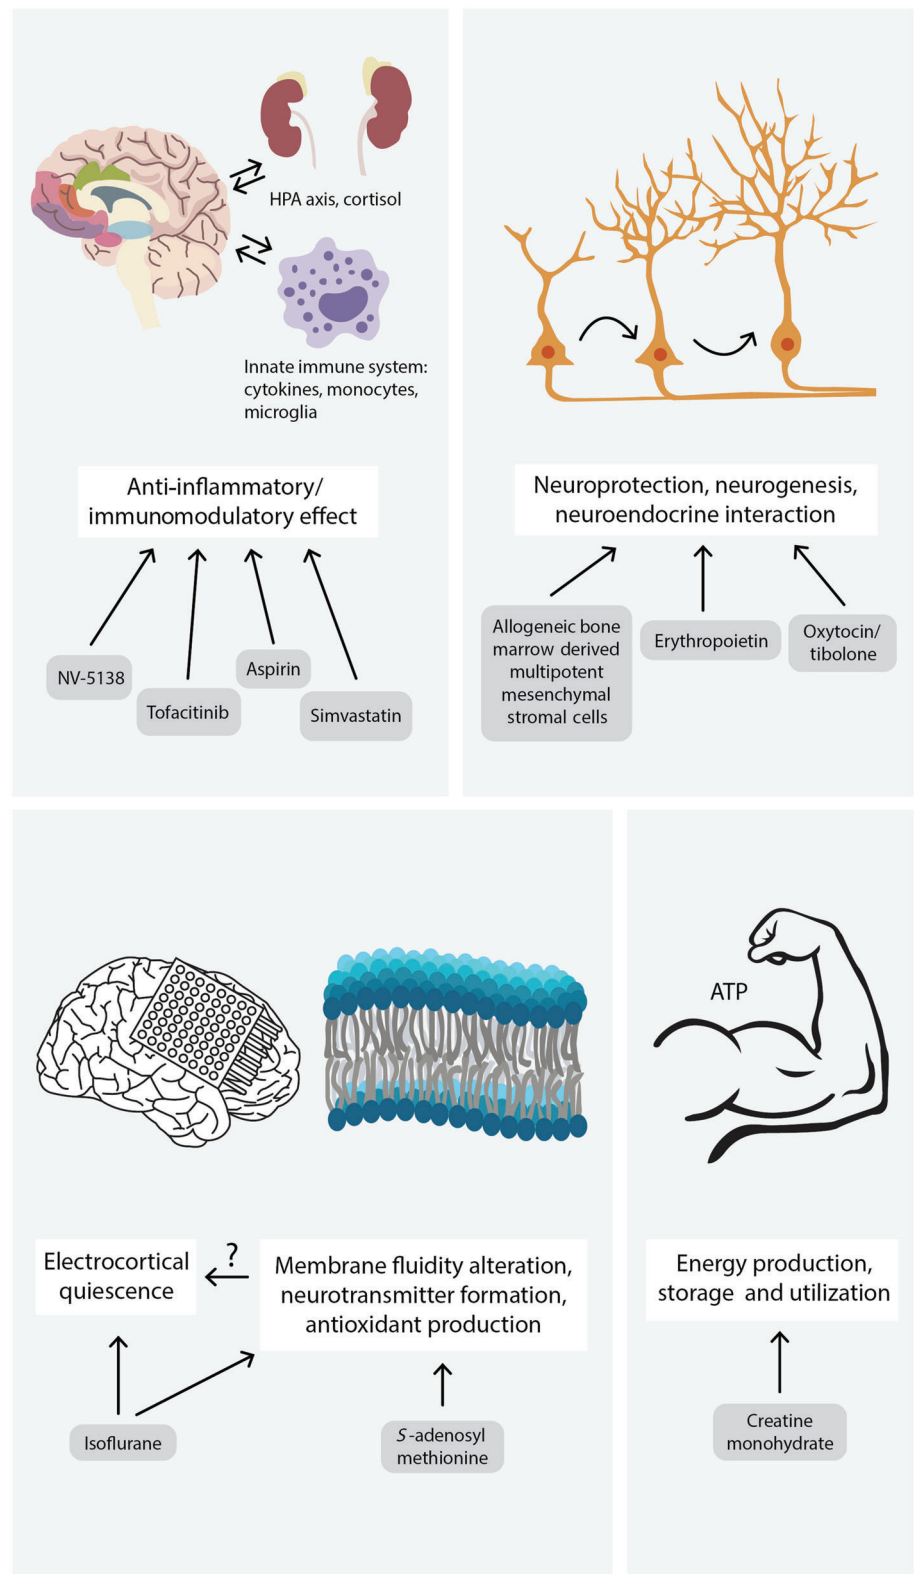 HPA axis, cortisol
Innate immune system:
cytokines, monocytes,
microglia
Anti-inflammatory/
immunomodulatory effect
NV-5138
Tofacitinib
Aspirin
Simvastatin
Neuroprotection, neurogenesis,
neuroendocrine interaction
Allogeneic bone
marrow derived
multipotent
mesenchymal
stromal cells
Erythropoietin
Oxytocin/
tibolone
Electrocortical
quiescence
?
Membrane fluidity alteration,
neurotransmitter formation,
antioxidant production
Isoflurane
S-adenosyl
methionine
ATP
Energy production,
storage and utilization
Creatine
monohydrate